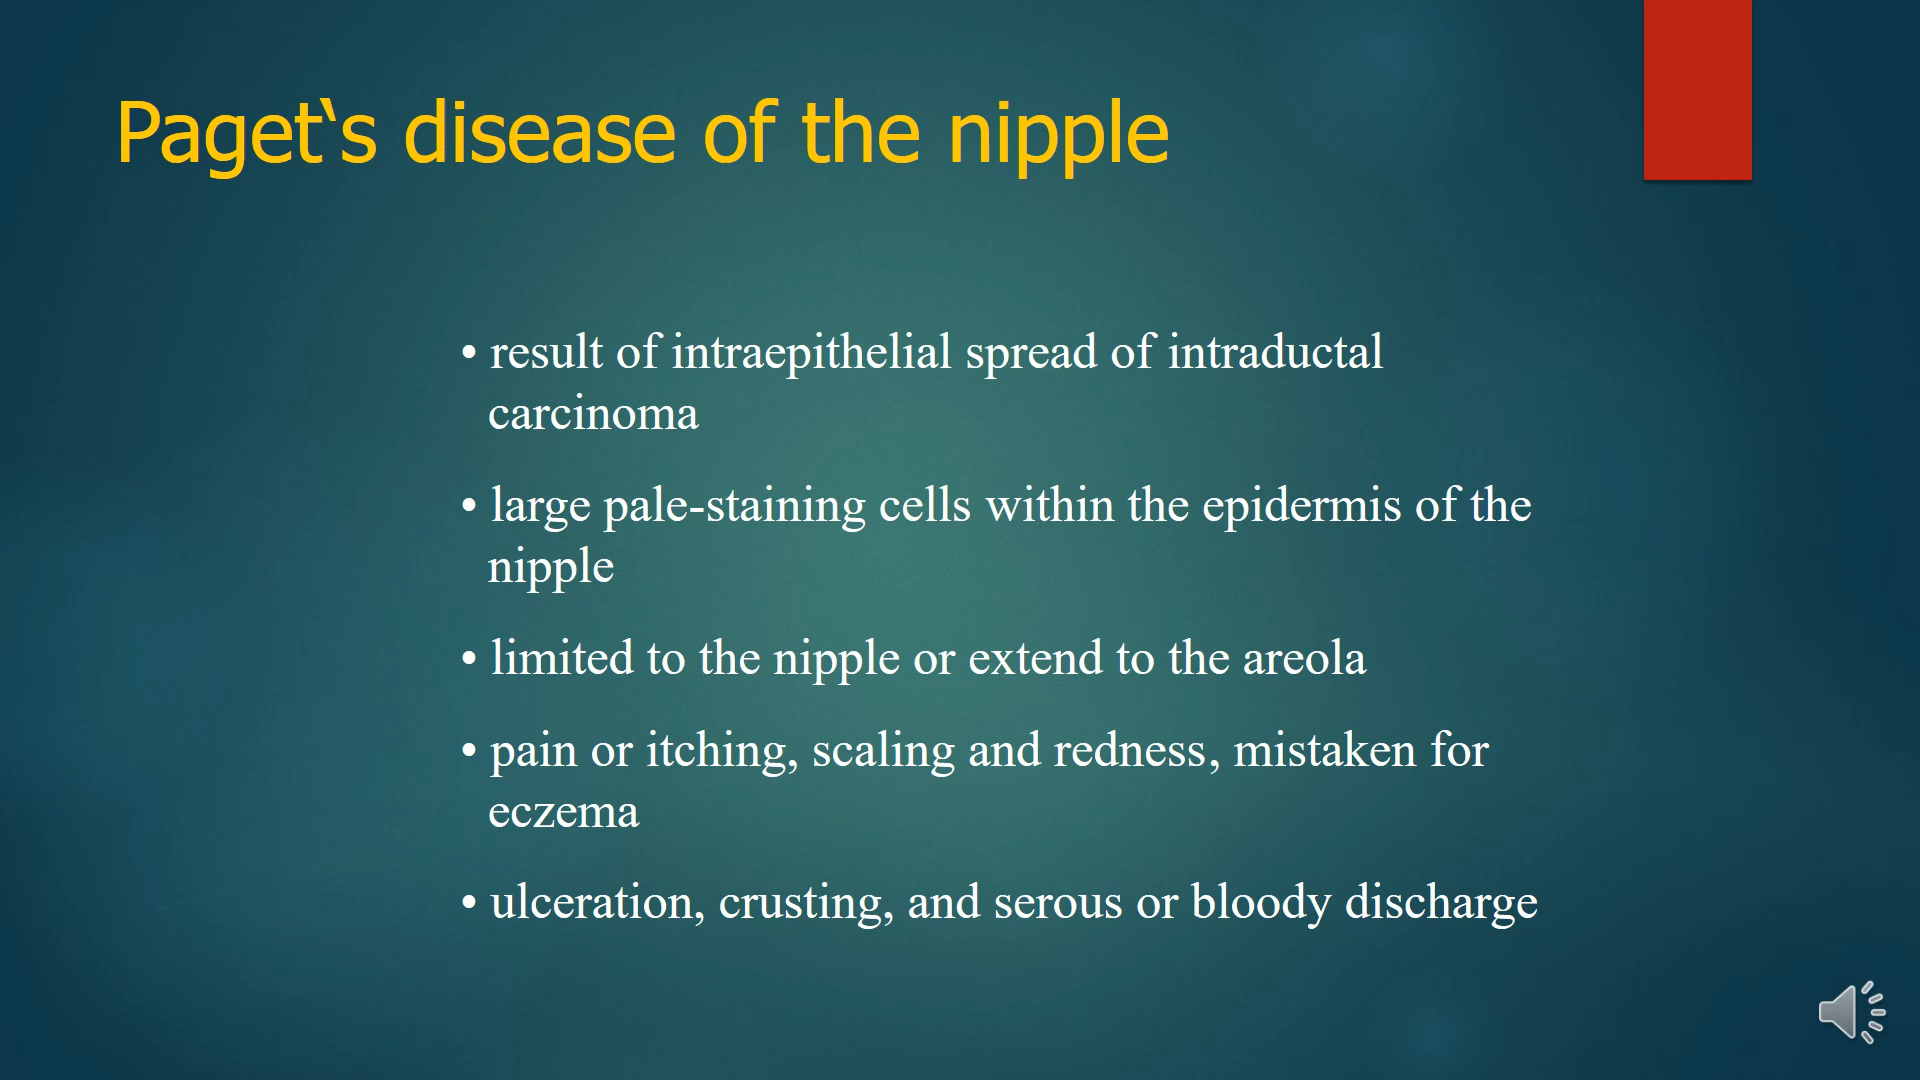 Paget‛s disease of the nipple
• result of intraepithelial spread of intraductal
carcinoma
• large pale-staining cells within the epidermis of the
nipple
• limited to the nipple or extend to the areola
• pain or itching, scaling and redness, mistaken for
eczema
• ulceration, crusting, and serous or bloody discharge